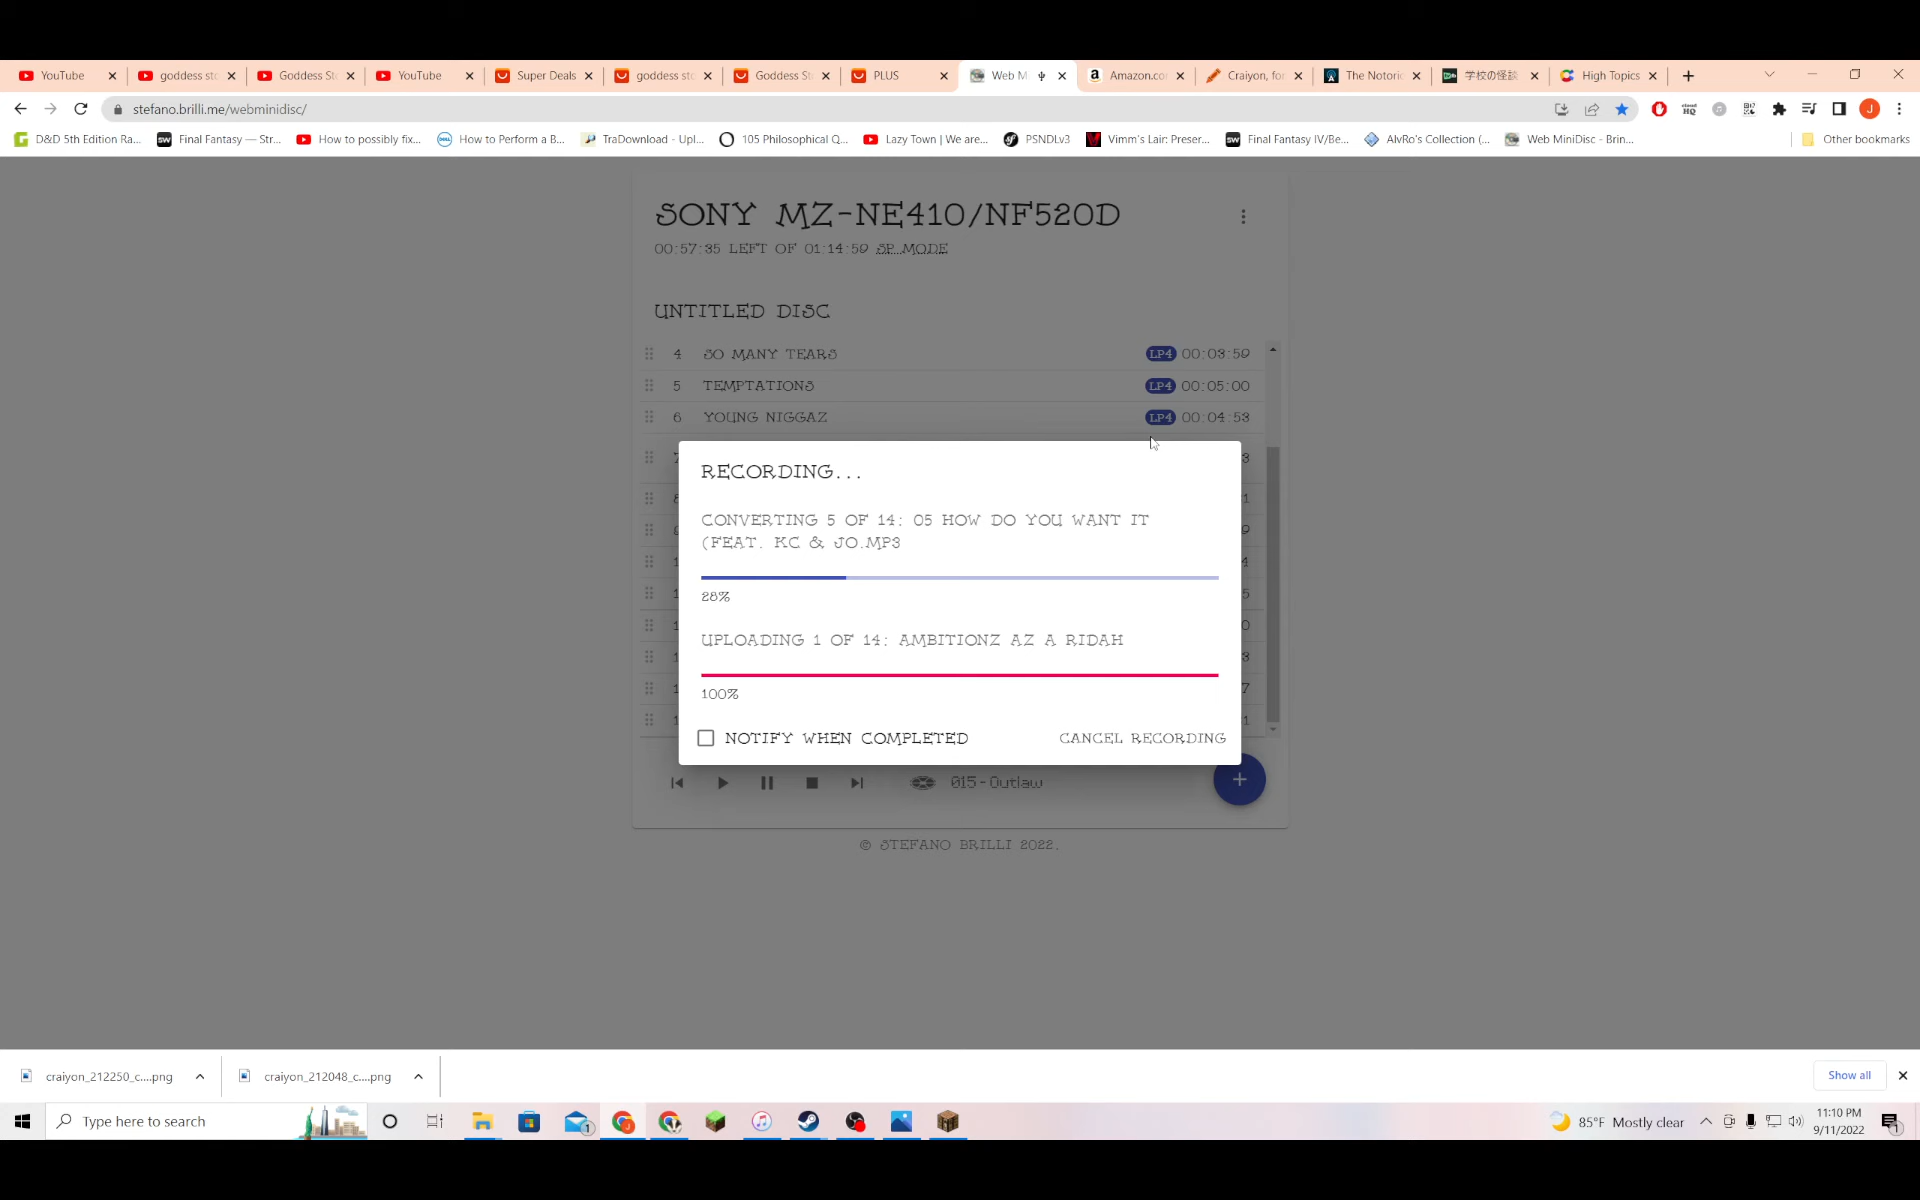 YouTube
goddess sto
Goddess Sto
YouTube
Super Deals
goddess sto
Goddess St
PLUS
Web Mi
Amazon.co
Craiyon, for
The Notoric
学校の怪談
High Topics
stefano.brilli.me/webminidisc/
D&D 5th Edition Ra...
Final Fantasy — Str...
How to possibly fix...
How to Perform a B...
TraDownload - Upl...
105 Philosophical Q...
Lazy Town | We are...
PSNDLv3
Vimm's Lair: Preser...
Final Fantasy IV/Be...
AlvRo's Collection (...
Web MiniDisc - Brin...
Other bookmarks
SONY MZ-NE410/NF520D
00:57:35 LEFT OF 01:14:59 SP MODE
UNTITLED DISC
4 SO MANY TEARS LP4 00:03:59
5 TEMPTATIONS LP4 00:05:00
6 YOUNG NIGGAZ LP4 00:04:53
RECORDING...
CONVERTING 5 OF 14: 05 HOW DO YOU WANT IT
(FEAT. KC & JO.MP3
28%
UPLOADING 1 OF 14: AMBITIONZ AZ A RIDAH
100%
NOTIFY WHEN COMPLETED
CANCEL RECORDING
015 - Outlaw
© STEFANO BRILLI 2022.
craiyon_212250_c....png
craiyon_212048_c....png
Show all
Type here to search
85°F Mostly clear
11:10 PM
9/11/2022